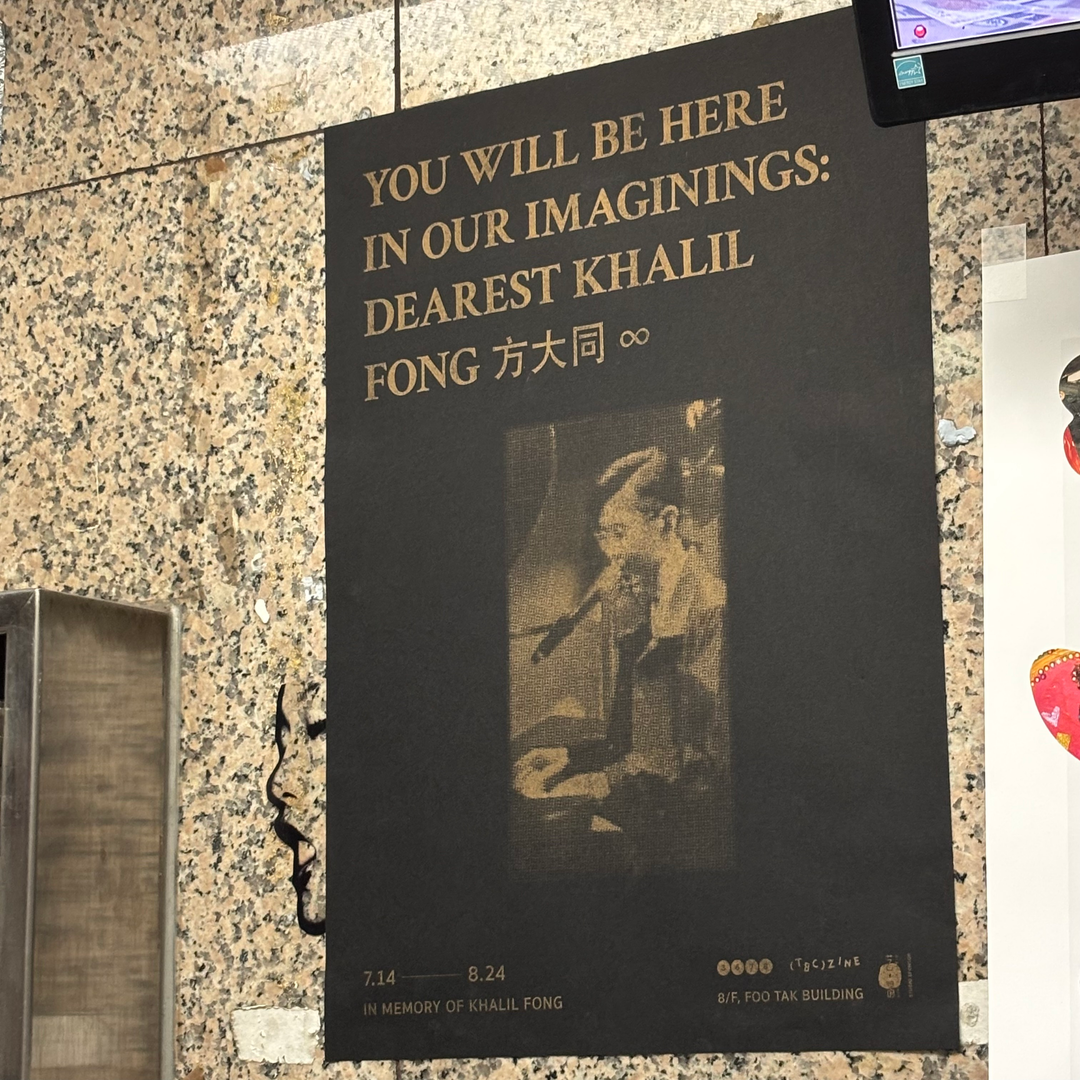 YOU WILL BE HERE
IN OUR IMAGININGS:
DEAREST KHALIL
FONG 方大同 ∞
7.14 —— 8.24
IN MEMORY OF KHALIL FONG
(TBC)ZINE
8/F, FOO TAK BUILDING